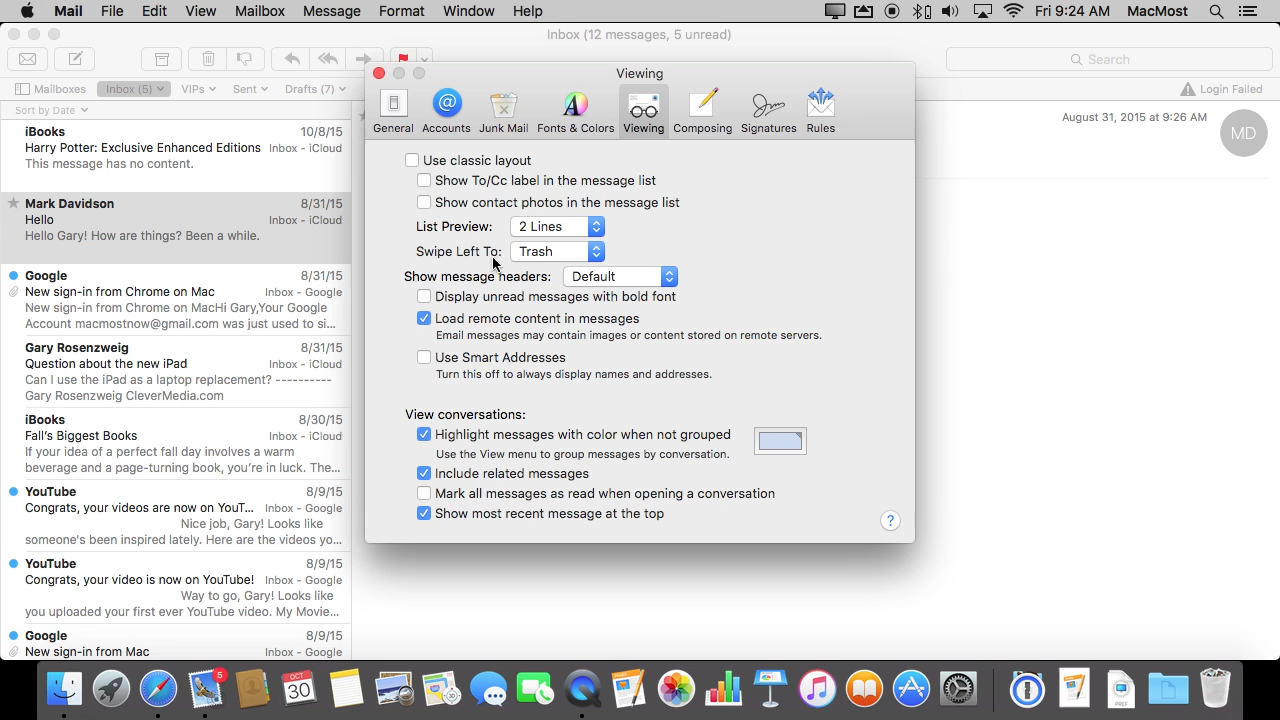 Mail File Edit View Mailbox Message Format Window Help Fri 9:24 AM MacMost
Inbox (12 messages, 5 unread)
Search
Mailboxes Inbox (5) VIPs Sent Drafts (7) Login Failed
Sort by Date
iBooks 10/8/15
Harry Potter: Exclusive Enhanced Editions Inbox - iCloud
This message has no content.
Mark Davidson 8/31/15
Hello Inbox - iCloud
Hello Gary! How are things? Been a while.
Google 8/31/15
New sign-in from Chrome on Mac Inbox - Google
New sign-in from Chrome on MacHi Gary,Your Google
Account macmostnow@gmail.com was just used to si...
Gary Rosenzweig 8/31/15
Question about the new iPad Inbox - iCloud
Can I use the iPad as a laptop replacement? ----------
Gary Rosenzweig CleverMedia.com
iBooks 8/30/15
Fall's Biggest Books Inbox - iCloud
If your idea of a perfect fall day involves a warm
beverage and a page-turning book, you're in luck. The...
YouTube 8/9/15
Congrats, your videos are now on YouT... Inbox - Google
Nice job, Gary! Looks like
someone's been inspired lately. Here are the videos yo...
YouTube 8/9/15
Congrats, your video is now on YouTube! Inbox - Google
Way to go, Gary! Looks like
you uploaded your first ever YouTube video. My Movie...
Google 8/9/15
New sign-in from Mac Inbox - Google
Viewing
General Accounts Junk Mail Fonts & Colors Viewing Composing Signatures Rules
Use classic layout
Show To/Cc label in the message list
Show contact photos in the message list
List Preview: 2 Lines
Swipe Left To: Trash
Show message headers: Default
Display unread messages with bold font
Load remote content in messages
Email messages may contain images or content stored on remote servers.
Use Smart Addresses
Turn this off to always display names and addresses.
View conversations:
Highlight messages with color when not grouped
Use the View menu to group messages by conversation.
Include related messages
Mark all messages as read when opening a conversation
Show most recent message at the top
?
August 31, 2015 at 9:26 AM
MD
5
OCT
30